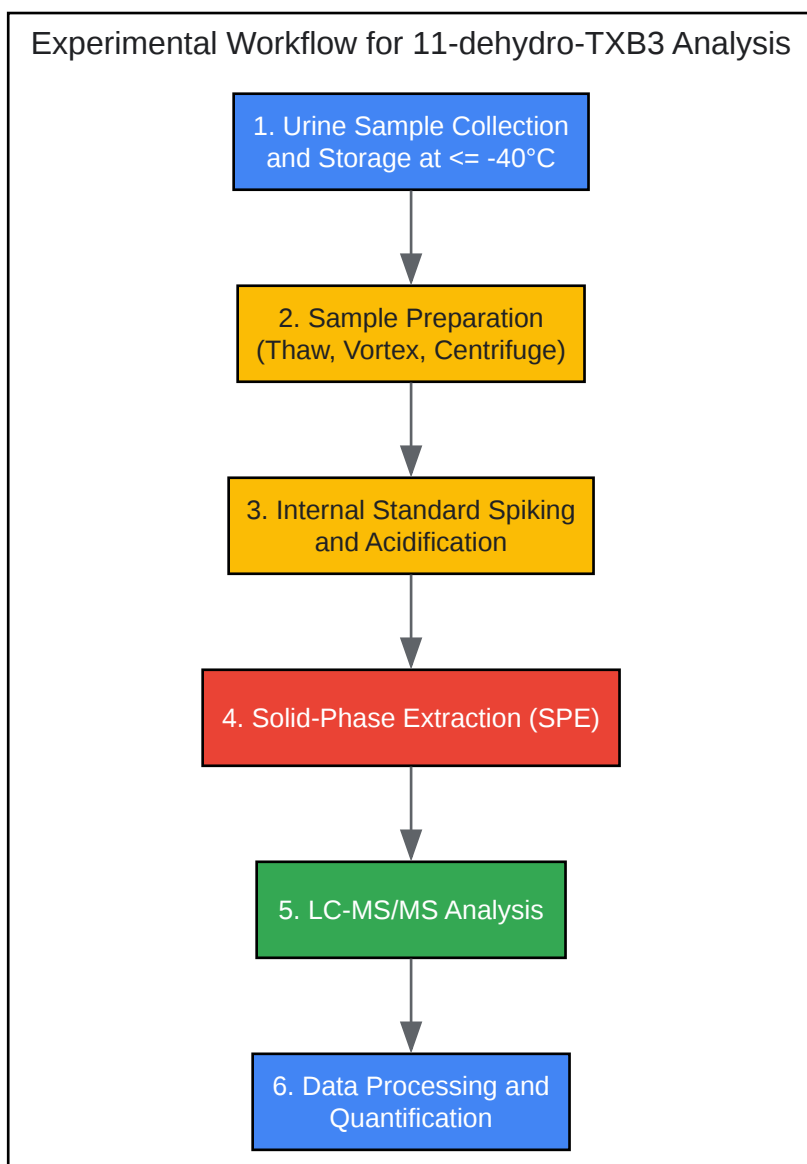 Experimental Workflow for 11-dehydro-TXB3 Analysis
1. Urine Sample Collection
and Storage at <= -40°C
2. Sample Preparation
(Thaw, Vortex, Centrifuge)
3. Internal Standard Spiking
and Acidification
4. Solid-Phase Extraction (SPE)
5. LC-MS/MS Analysis
6. Data Processing and
Quantification